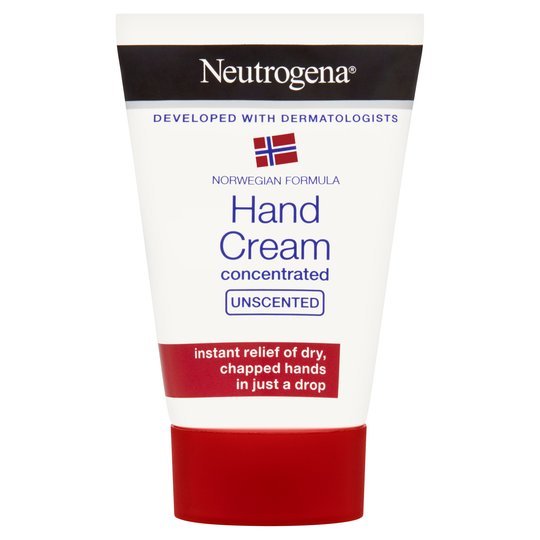 Neutrogena®
DEVELOPED WITH DERMATOLOGISTS
NORWEGIAN FORMULA
Hand
Cream
concentrated
UNSCENTED
instant relief of dry,
chapped hands
in just a drop